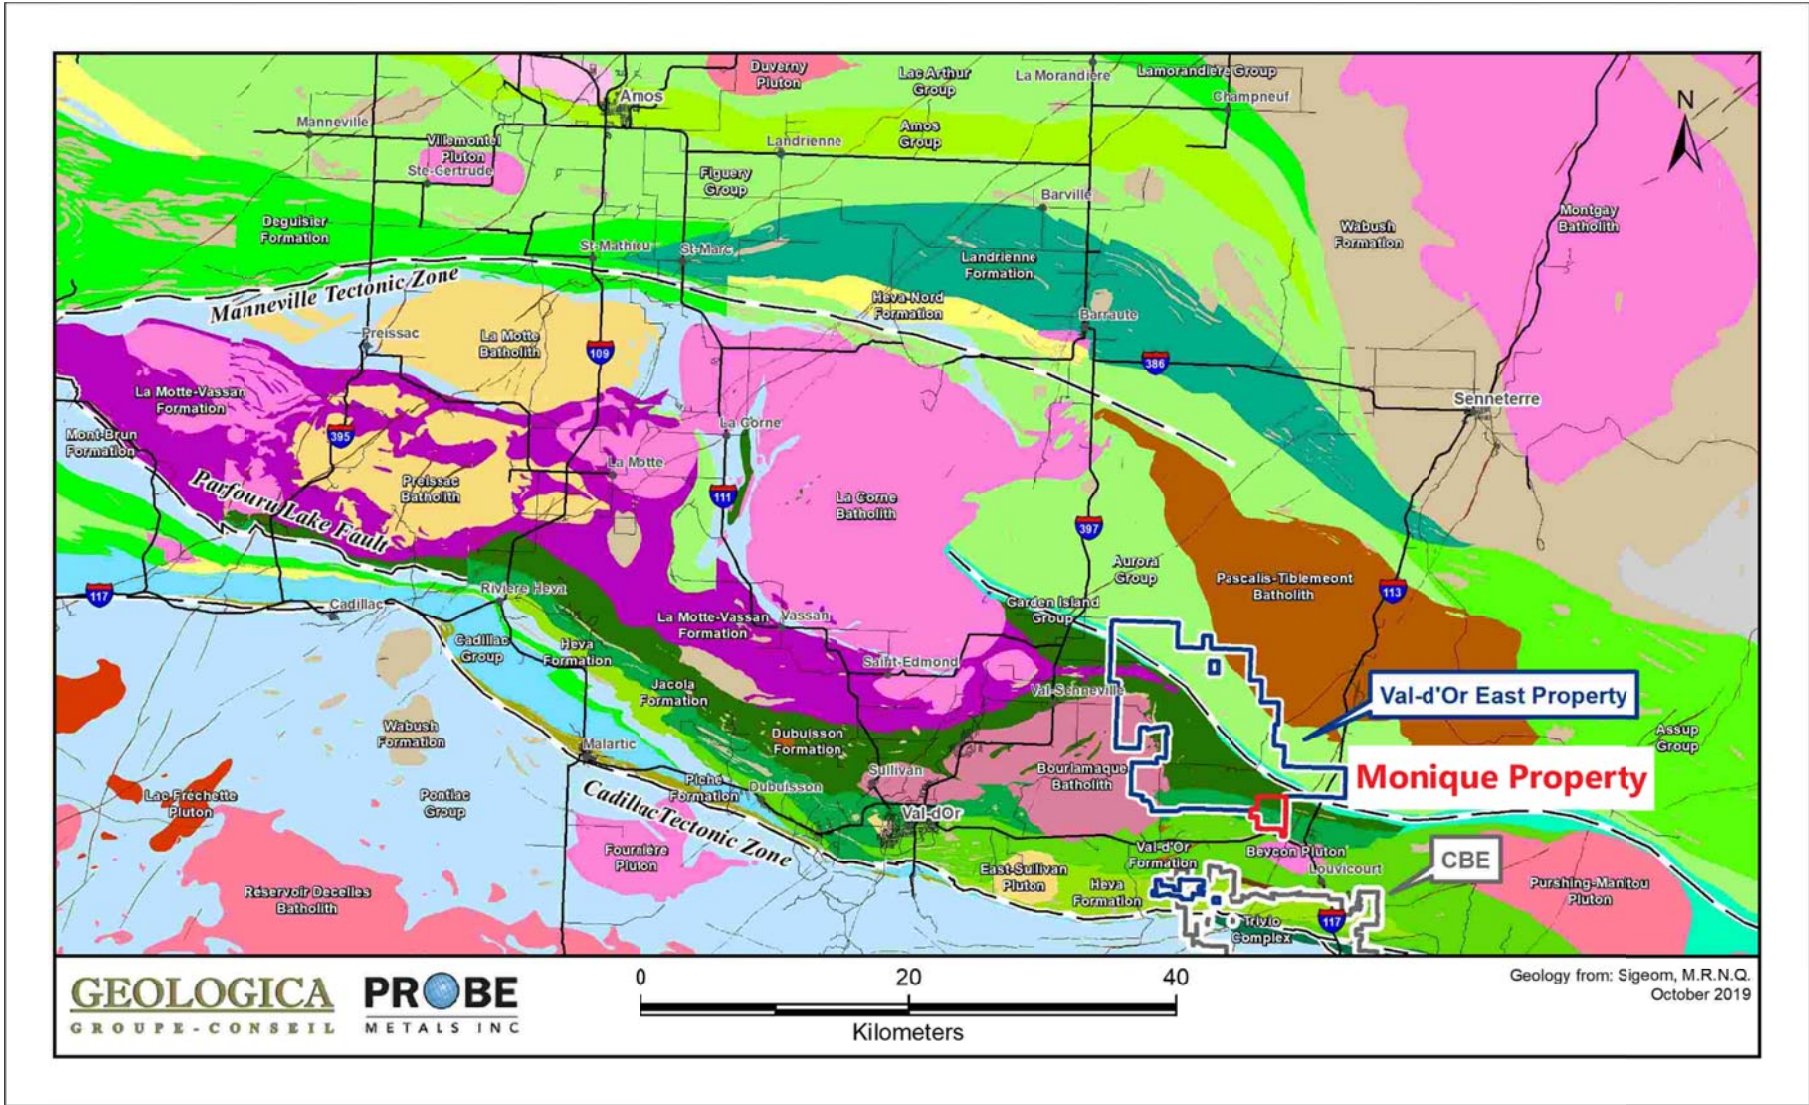 Duverny
Pluton
Lac Arthur
Group
La Morandière
Lamorandière Group
Amos
Champneuf
N
Manneville
Amos
Group
Villemontel
Pluton
Landrienne
Ste-Gertrude
Figuery
Group
Barville
Deguisier
Formation
Wabush
Formation
Montgay
Batholith
St-Mathieu
St-Marc
Landrienne
Formation
Manneville Tectonic Zone
Heva-Nord
Formation
Preissac
La Motte
Batholith
Barraute
109
386
La Motte-Vassan
Formation
Senneterre
Mont-Brun
Formation
395
La Corne
La Motte
Preissac
Batholith
Parfouru Lake Fault
111
La Corne
Batholith
397
Aurora
Group
Pascalis-Tiblemeont
Batholith
117
Riviere Heva
113
Cadillac
Garden Island
Group
La Motte-Vassan
Formation
Vassan
Cadillac
Group
Heva
Formation
Saint-Edmond
Jacola
Formation
Val-Senneville
Val-d'Or East Property
Wabush
Formation
Dubuisson
Formation
Assup
Group
Malartic
Sullivan
Bourlamaque
Batholith
Monique Property
Piché
Formation
Dubuisson
Lac Fréchette
Pluton
Pontiac
Group
Cadillac Tectonic Zone
Val-dOr
Fournière
Pluton
Val-d'Or
Formation
Bevcon Pluton
CBE
East-Sullivan
Pluton
Louvicourt
Heva
Formation
Réservoir Decelles
Batholith
Purshing-Manitou
Pluton
117
Trivio
Complex
GEOLOGICA
GROUPE-CONSEIL
PROBE
METALS INC
0 20 40
Kilometers
Geology from: Sigeom, M.R.N.Q.
October 2019